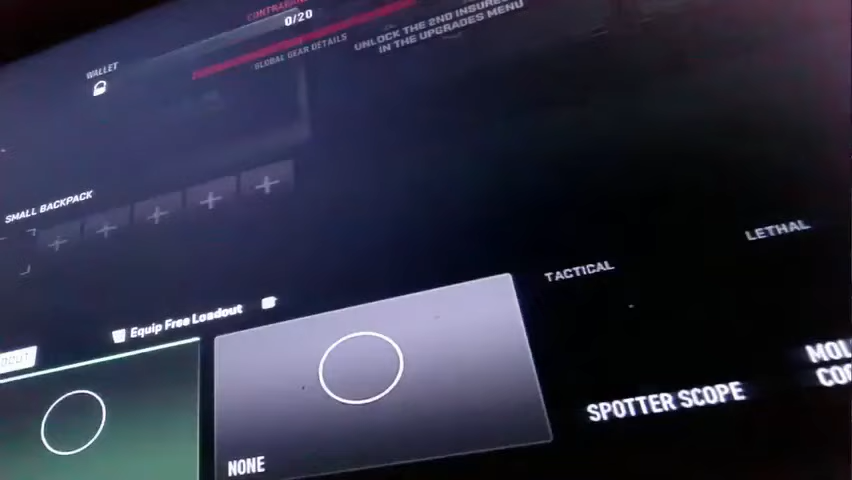 0/20
WALLET
GLOBAL GEAR DETAILS
UNLOCK THE 2ND
IN THE UPGRADES MENU
SMALL BACKPACK
LETHAL
TACTICAL
Equip Free Loadout
SPOTTER SCOPE
NONE